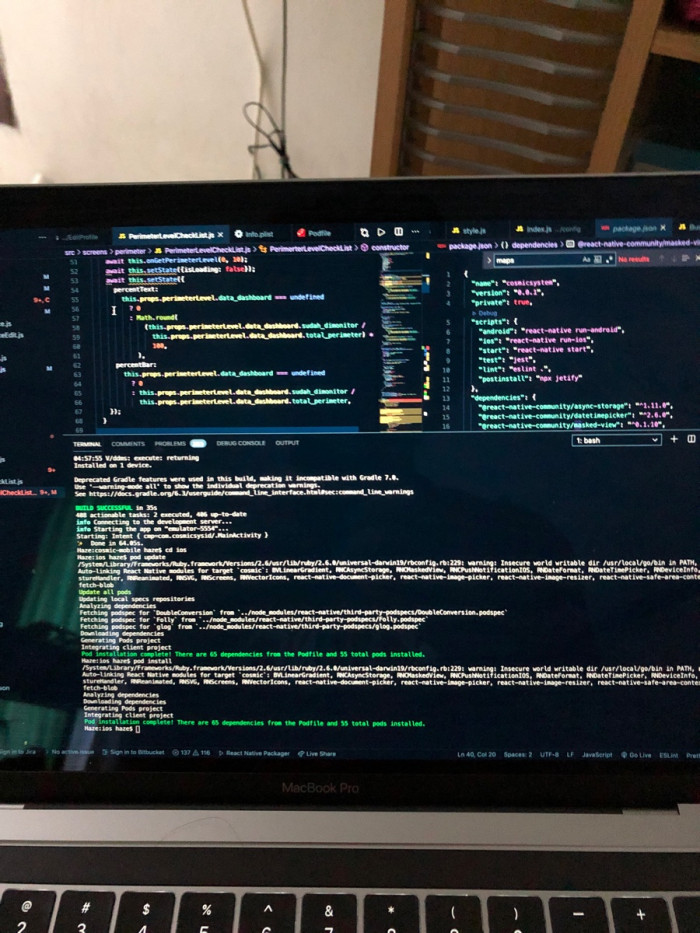 PerimeterLevelCheckList.js
Info.plist
Podfile
src > screens > perimeter > PerimeterLevelCheckList.js > PerimeterLevelCheckList > constructor
51 await this.onGetPerimeterLevel(0, 10);
52 await this.setState({isLoading: false});
53 await this.setState({
54 percentText:
55 this.props.perimeterLevel.data_dashboard === undefined
56 ? 0
57 : Math.round(
58 (this.props.perimeterLevel.data_dashboard.sudah_dimonitor /
59 this.props.perimeterLevel.data_dashboard.total_perimeter) *
60 100,
61 ),
62 percentBar:
63 this.props.perimeterLevel.data_dashboard === undefined
64 ? 0
65 : this.props.perimeterLevel.data_dashboard.sudah_dimonitor /
66 this.props.perimeterLevel.data_dashboard.total_perimeter,
67 });
68 }
69
style.js
index.js
package.json
package.json > {} dependencies > @react-native-community/masked-
maps
No results
1 {
2 "name": "cosmicsystem",
3 "version": "0.0.1",
4 "private": true,
Debug
5 "scripts": {
6 "android": "react-native run-android",
7 "ios": "react-native run-ios",
8 "start": "react-native start",
9 "test": "jest",
10 "lint": "eslint .",
11 "postinstall": "npx jetify"
12 },
13 "dependencies": {
14 "@react-native-community/async-storage": "^1.11.0",
15 "@react-native-community/datetimepicker": "^2.6.0",
16 "@react-native-community/masked-view": "^0.1.10",
TERMINAL COMMENTS PROBLEMS DEBUG CONSOLE OUTPUT
1: bash
04:57:55 V/ddms: execute: returning
Installed on 1 device.
Deprecated Gradle features were used in this build, making it incompatible with Gradle 7.0.
Use '--warning-mode all' to show the individual deprecation warnings.
See https://docs.gradle.org/6.3/userguide/command_line_interface.html#sec:command_line_warnings
BUILD SUCCESSFUL in 35s
408 actionable tasks: 2 executed, 406 up-to-date
info Connecting to the development server...
info Starting the app on "emulator-5554"...
Starting: Intent { cmp=com.cosmicsysid/.MainActivity }
Done in 64.05s.
Haze:cosmic-mobile haze$ cd ios
Haze:ios haze$ pod update
/System/Library/Frameworks/Ruby.framework/Versions/2.6/usr/lib/ruby/2.6.0/universal-darwin19/rbconfig.rb:229: warning: Insecure world writable dir /usr/local/go/bin in PATH,
Auto-linking React Native modules for target `cosmic`: BVLinearGradient, RNCAsyncStorage, RNCMaskedView, RNCPushNotificationIOS, RNDateFormat, RNDateTimePicker, RNDeviceInfo,
stureHandler, RNReanimated, RNSVG, RNScreens, RNVectorIcons, react-native-document-picker, react-native-image-picker, react-native-image-resizer, react-native-safe-area-conte
fetch-blob
Update all pods
Updating local specs repositories
Analyzing dependencies
Fetching podspec for `DoubleConversion` from `../node_modules/react-native/third-party-podspecs/DoubleConversion.podspec`
Fetching podspec for `Folly` from `../node_modules/react-native/third-party-podspecs/Folly.podspec`
Fetching podspec for `glog` from `../node_modules/react-native/third-party-podspecs/glog.podspec`
Downloading dependencies
Generating Pods project
Integrating client project
Pod installation complete! There are 65 dependencies from the Podfile and 55 total pods installed.
Haze:ios haze$ pod install
/System/Library/Frameworks/Ruby.framework/Versions/2.6/usr/lib/ruby/2.6.0/universal-darwin19/rbconfig.rb:229: warning: Insecure world writable dir /usr/local/go/bin in PATH,
Auto-linking React Native modules for target `cosmic`: BVLinearGradient, RNCAsyncStorage, RNCMaskedView, RNCPushNotificationIOS, RNDateFormat, RNDateTimePicker, RNDeviceInfo,
stureHandler, RNReanimated, RNSVG, RNScreens, RNVectorIcons, react-native-document-picker, react-native-image-picker, react-native-image-resizer, react-native-safe-area-conte
fetch-blob
Analyzing dependencies
Downloading dependencies
Generating Pods project
Integrating client project
Pod installation complete! There are 65 dependencies from the Podfile and 55 total pods installed.
Haze:ios haze$
Sign in to Jira No active issue Sign in to Bitbucket 137 116 React Native Packager Live Share Ln 40, Col 20 Spaces: 2 UTF-8 LF JavaScript Go Live ESLint
MacBook Pro
@ # $ % ^ & * ( ) – +
2 3 4 5 6 7 8 9 0